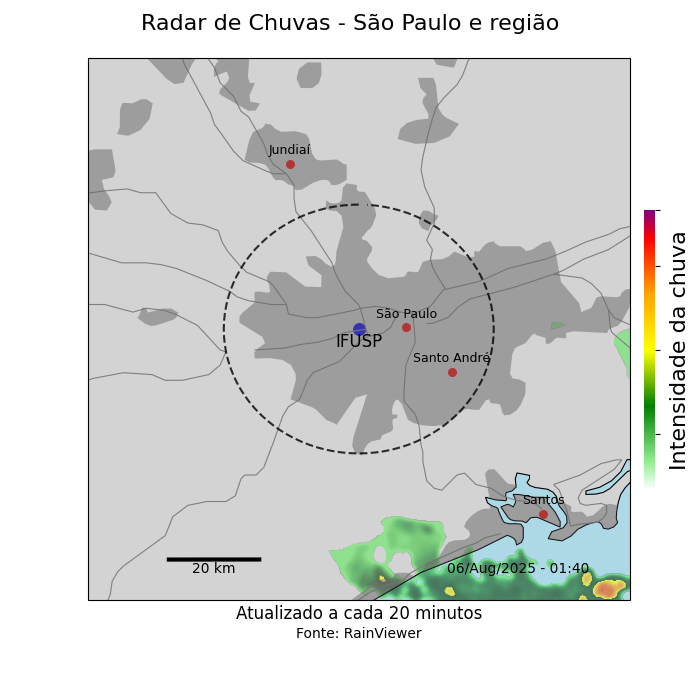 Radar de Chuvas - São Paulo e região
Jundiaí
São Paulo
IFUSP
Santo André
Santos
20 km
06/Aug/2025 - 01:40
Intensidade da chuva
Atualizado a cada 20 minutos
Fonte: RainViewer